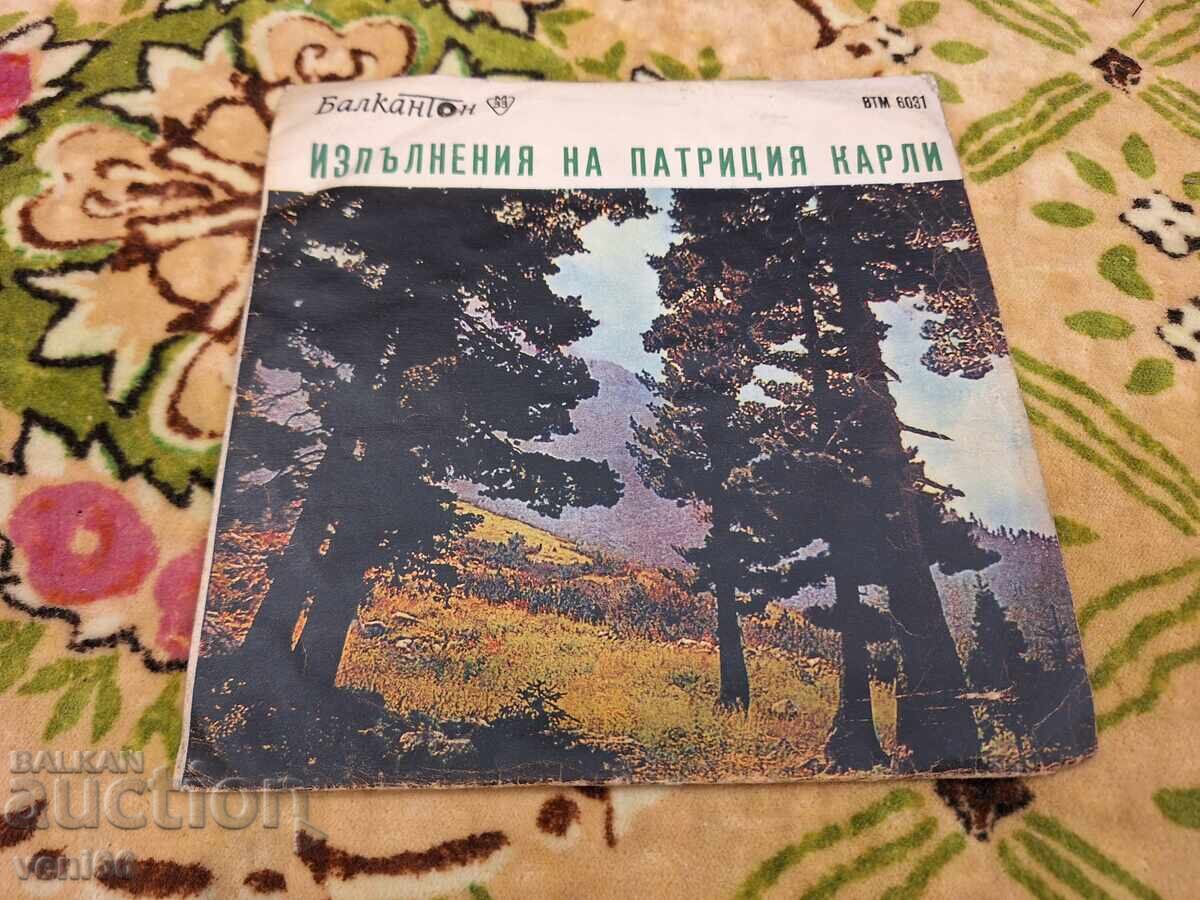 Балкантон
ВТМ 6031
ИЗПЪЛНЕНИЯ НА ПАТРИЦИЯ КАРЛИ
BALKAN
auction
veni36